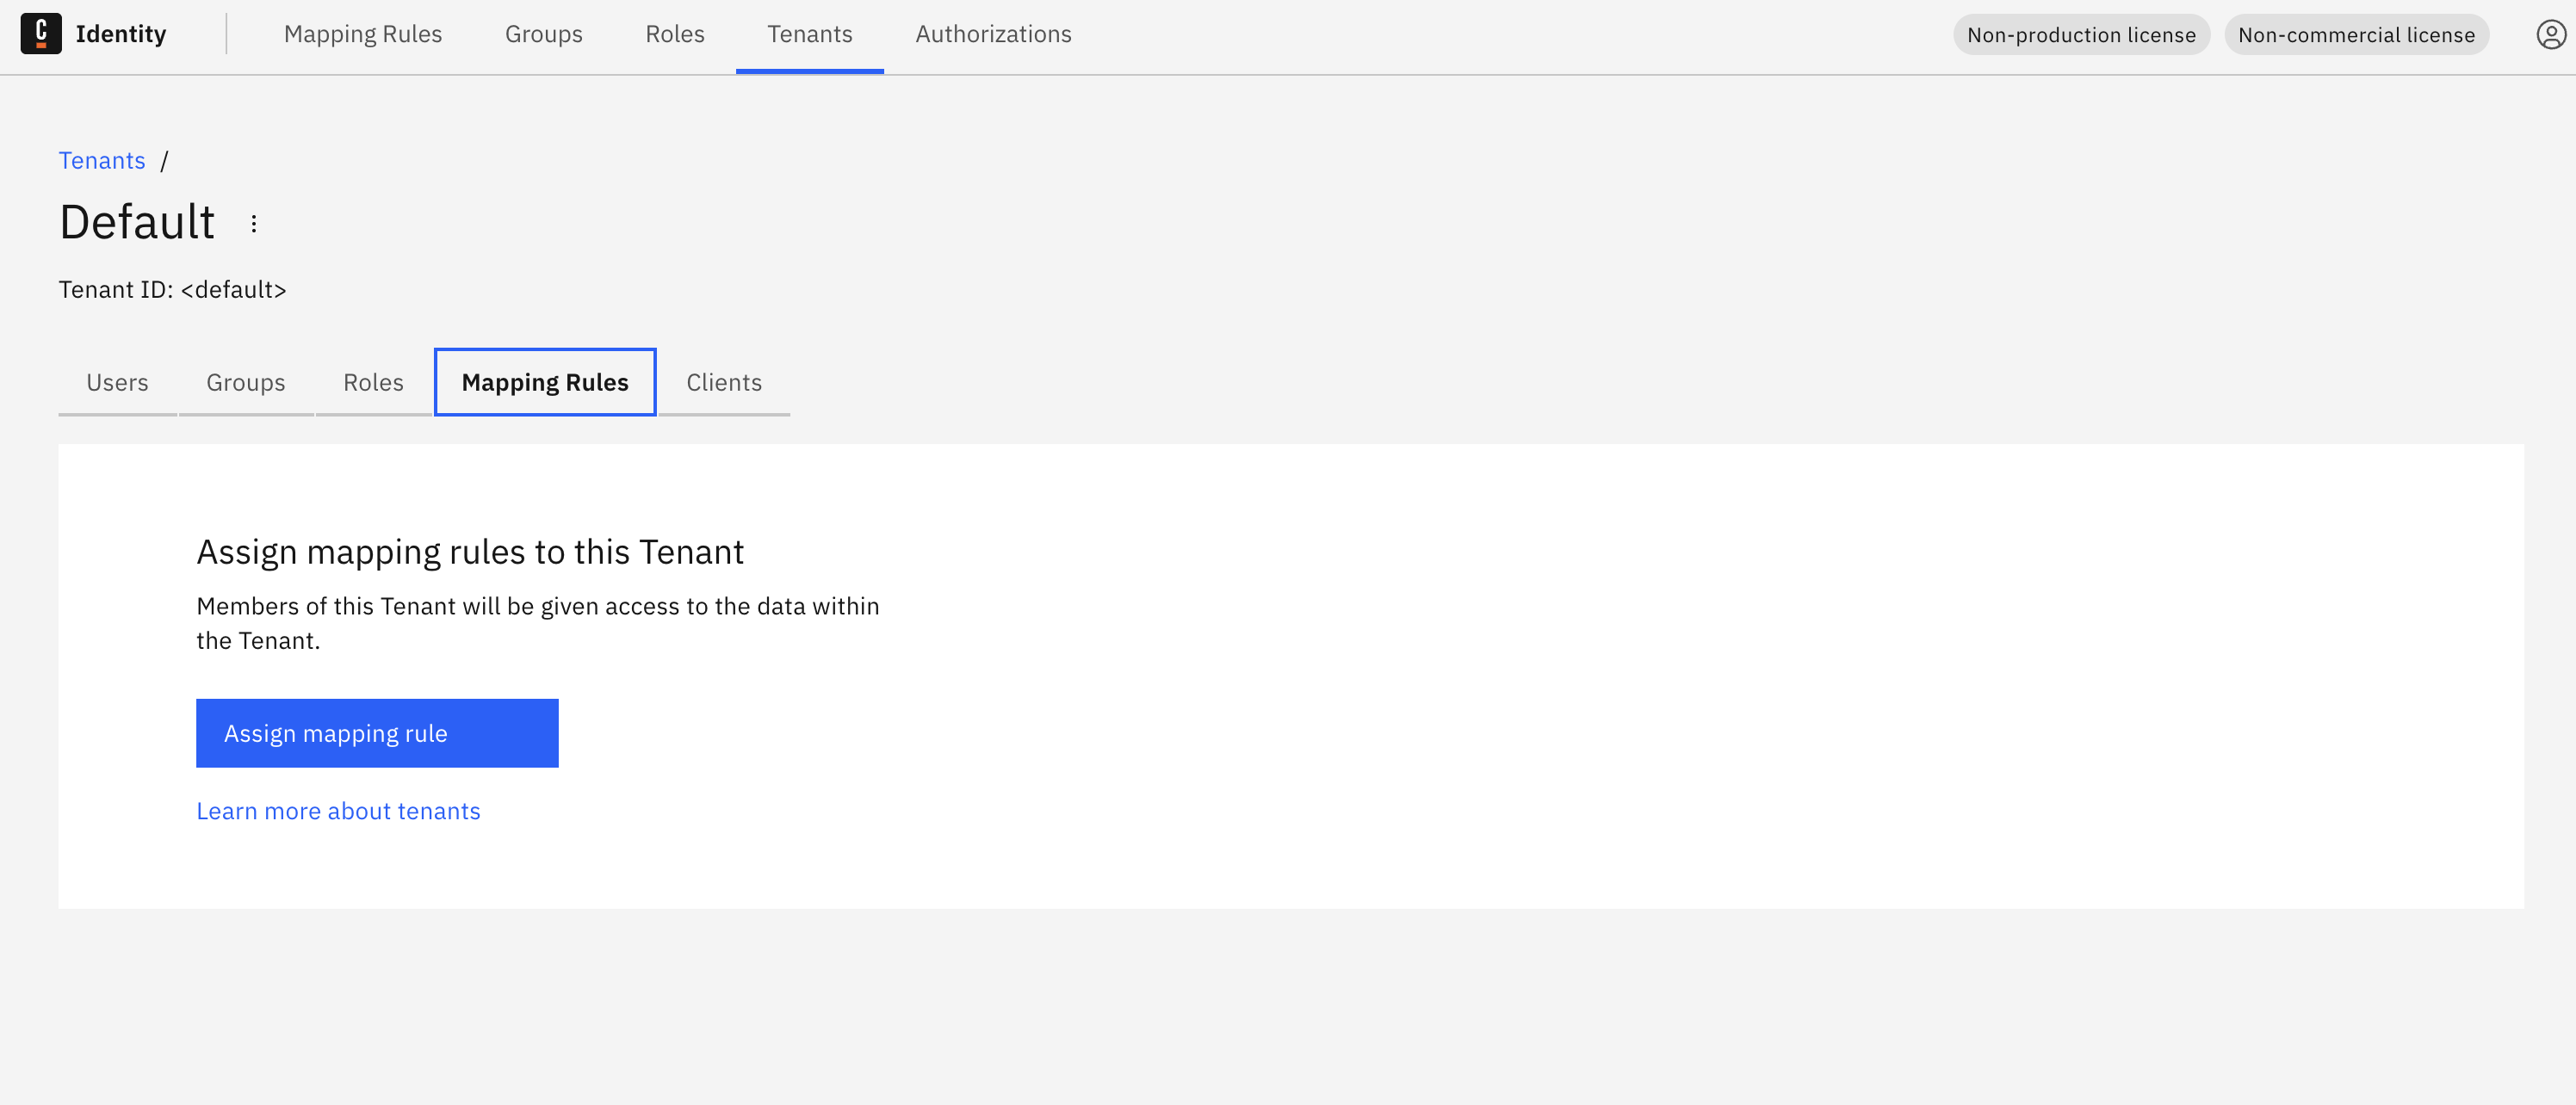 C Identity Mapping Rules Groups Roles Tenants Authorizations Non-production license Non-commercial license
Tenants /
Default
Tenant ID: <default>
Users Groups Roles Mapping Rules Clients
Assign mapping rules to this Tenant
Members of this Tenant will be given access to the data within
the Tenant.
Assign mapping rule
Learn more about tenants